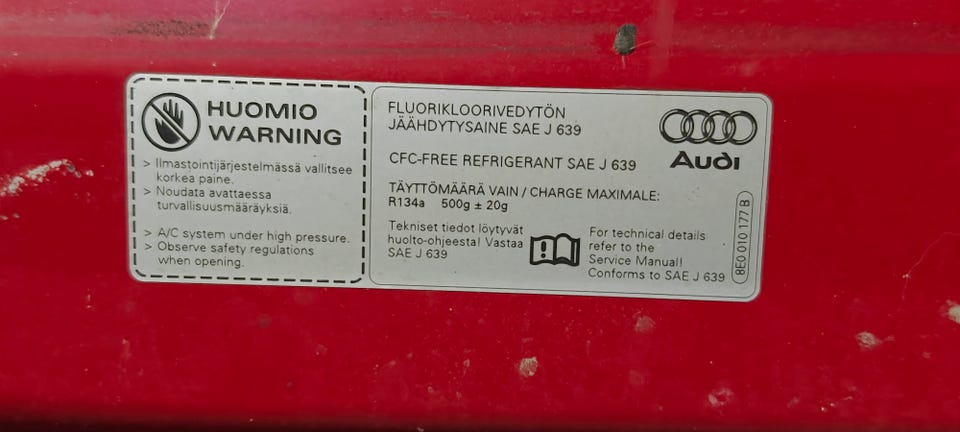 HUOMIO
WARNING
> Ilmastointijärjestelmässä vallitsee
korkea paine.
> Noudata avattaessa
turvallisuusmääräyksiä.
> A/C system under high pressure.
> Observe safety regulations
when opening.
FLUORIKLOORIVEDYTÖN
JÄÄHDYTYSAINE SAE J 639
CFC-FREE REFRIGERANT SAE J 639
TÄYTTÖMÄÄRÄ VAIN / CHARGE MAXIMALE:
R134a 500g ± 20g
Tekniset tiedot löytyvät
huolto-ohjeesta! Vastaa
SAE J 639
For technical details
refer to the
Service Manual!
Conforms to SAE J 639
Audi
8E0 010 177 B